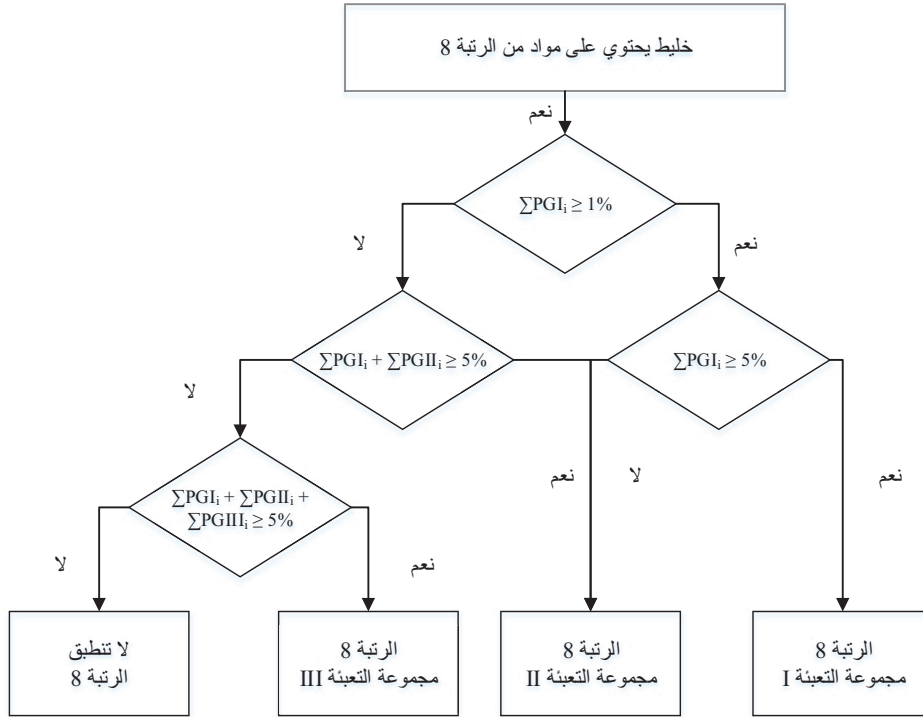 خليط يحتوي على مواد من الرتبة 8
نعم
∑PGIᵢ ≥ 1%
نعم
لا
∑PGIᵢ ≥ 5%
∑PGIᵢ + ∑PGIIᵢ ≥ 5%
نعم
لا
نعم
لا
∑PGIᵢ + ∑PGIIᵢ +
∑PGIIIᵢ ≥ 5%
نعم
لا
الرتبة 8
مجموعة التعبئة I
الرتبة 8
مجموعة التعبئة II
الرتبة 8
مجموعة التعبئة III
لا تنطبق
الرتبة 8